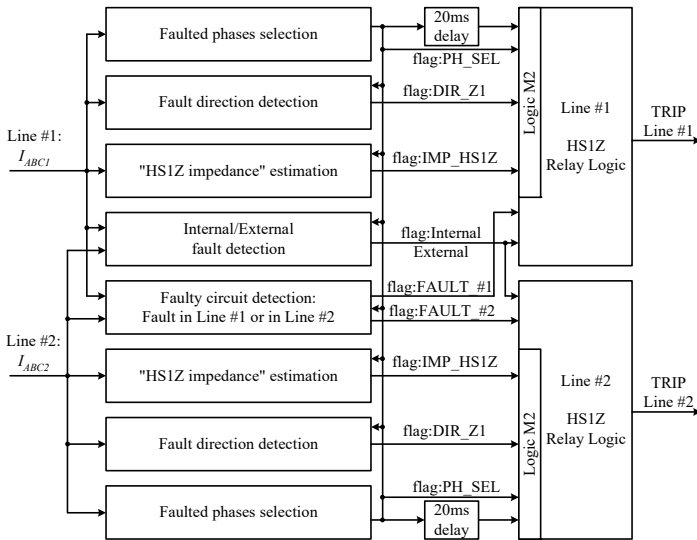 Faulted phases selection
20ms
delay
flag:PH_SEL
Fault direction detection
flag:DIR_Z1
Logic M2
Line #1
HS1Z
Relay Logic
TRIP
Line #1
Line #1:
I_ABC1
"HS1Z impedance" estimation
flag:IMP_HS1Z
Internal/External
fault detection
flag:Internal
External
Faulty circuit detection:
Fault in Line #1 or in Line #2
flag:FAULT_#1
flag:FAULT_#2
Line #2:
I_ABC2
"HS1Z impedance" estimation
flag:IMP_HS1Z
Logic M2
Line #2
HS1Z
Relay Logic
TRIP
Line #2
Fault direction detection
flag:DIR_Z1
Faulted phases selection
flag:PH_SEL
20ms
delay